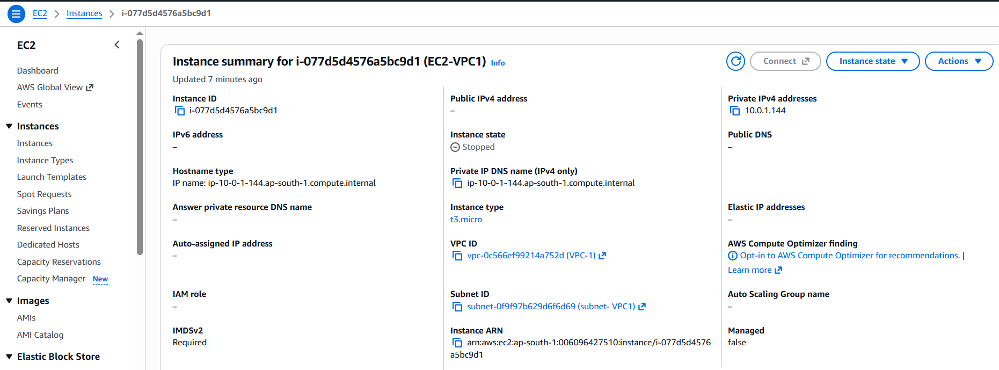 EC2 > Instances > i-077d5d4576a5bc9d1
EC2
Dashboard
AWS Global View
Events
Instances
Instances
Instance Types
Launch Templates
Spot Requests
Savings Plans
Reserved Instances
Dedicated Hosts
Capacity Reservations
Capacity Manager New
Images
AMIs
AMI Catalog
Elastic Block Store
Instance summary for i-077d5d4576a5bc9d1 (EC2-VPC1) Info
Updated 7 minutes ago
Connect
Instance state
Actions
Instance ID
i-077d5d4576a5bc9d1
IPv6 address
–
Hostname type
IP name: ip-10-0-1-144.ap-south-1.compute.internal
Answer private resource DNS name
–
Auto-assigned IP address
–
IAM role
–
IMDSv2
Required
Public IPv4 address
–
Instance state
Stopped
Private IP DNS name (IPv4 only)
ip-10-0-1-144.ap-south-1.compute.internal
Instance type
t3.micro
VPC ID
vpc-0c566ef99214a752d (VPC-1)
Subnet ID
subnet-0f9f97b629d6f6d69 (subnet- VPC1)
Instance ARN
arn:aws:ec2:ap-south-1:006096427510:instance/i-077d5d4576
a5bc9d1
Private IPv4 addresses
10.0.1.144
Public DNS
–
Elastic IP addresses
–
AWS Compute Optimizer finding
Opt-in to AWS Compute Optimizer for recommendations. |
Learn more
Auto Scaling Group name
–
Managed
false